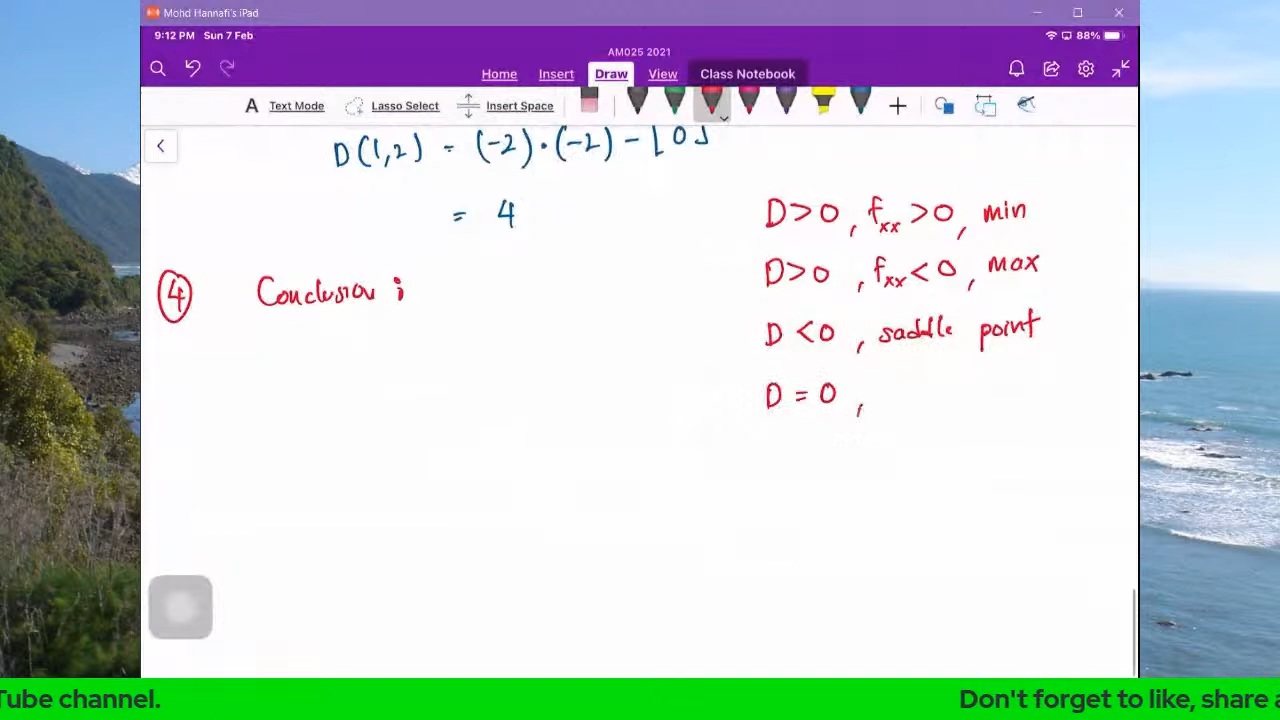 Mohd Hannafi's iPad
9:12 PM Sun 7 Feb
88%
AM025 2021
Home Insert Draw View Class Notebook
A Text Mode Lasso Select Insert Space
D(1,2) = (-2)·(-2) - [0]
= 4
D>0, fxx>0, min
D>0, fxx<0, max
④ Conclusion :
D<0, saddle point
D=0,
Tube channel.
Don't forget to like, share a